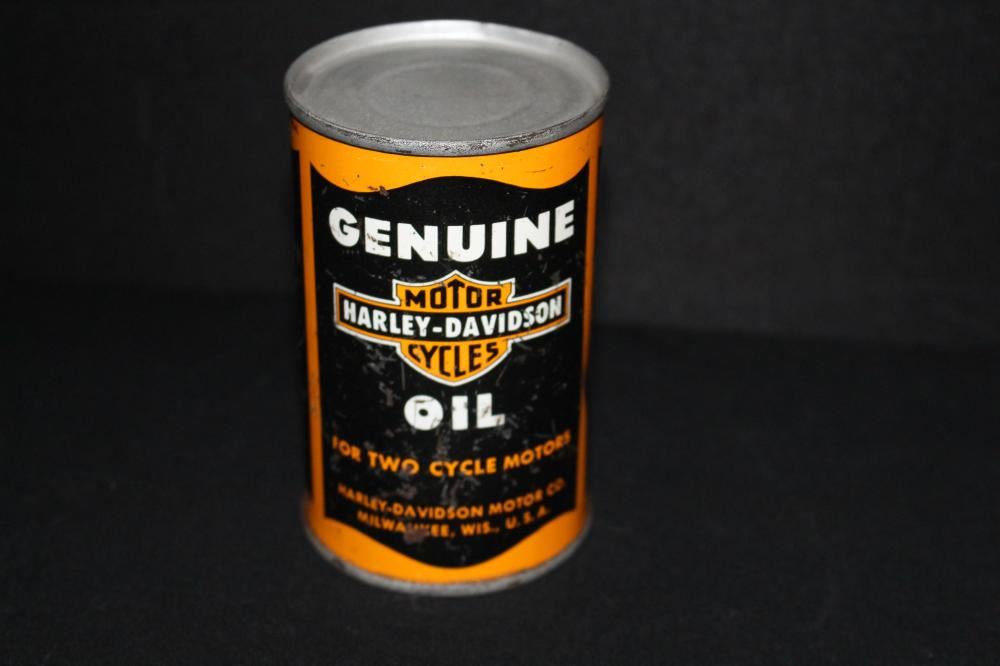 GENUINE
MOTOR
HARLEY-DAVIDSON
CYCLES
OIL
FOR TWO CYCLE MOTORS
HARLEY-DAVIDSON MOTOR CO.
MILWAUKEE, WIS., U.S.A.